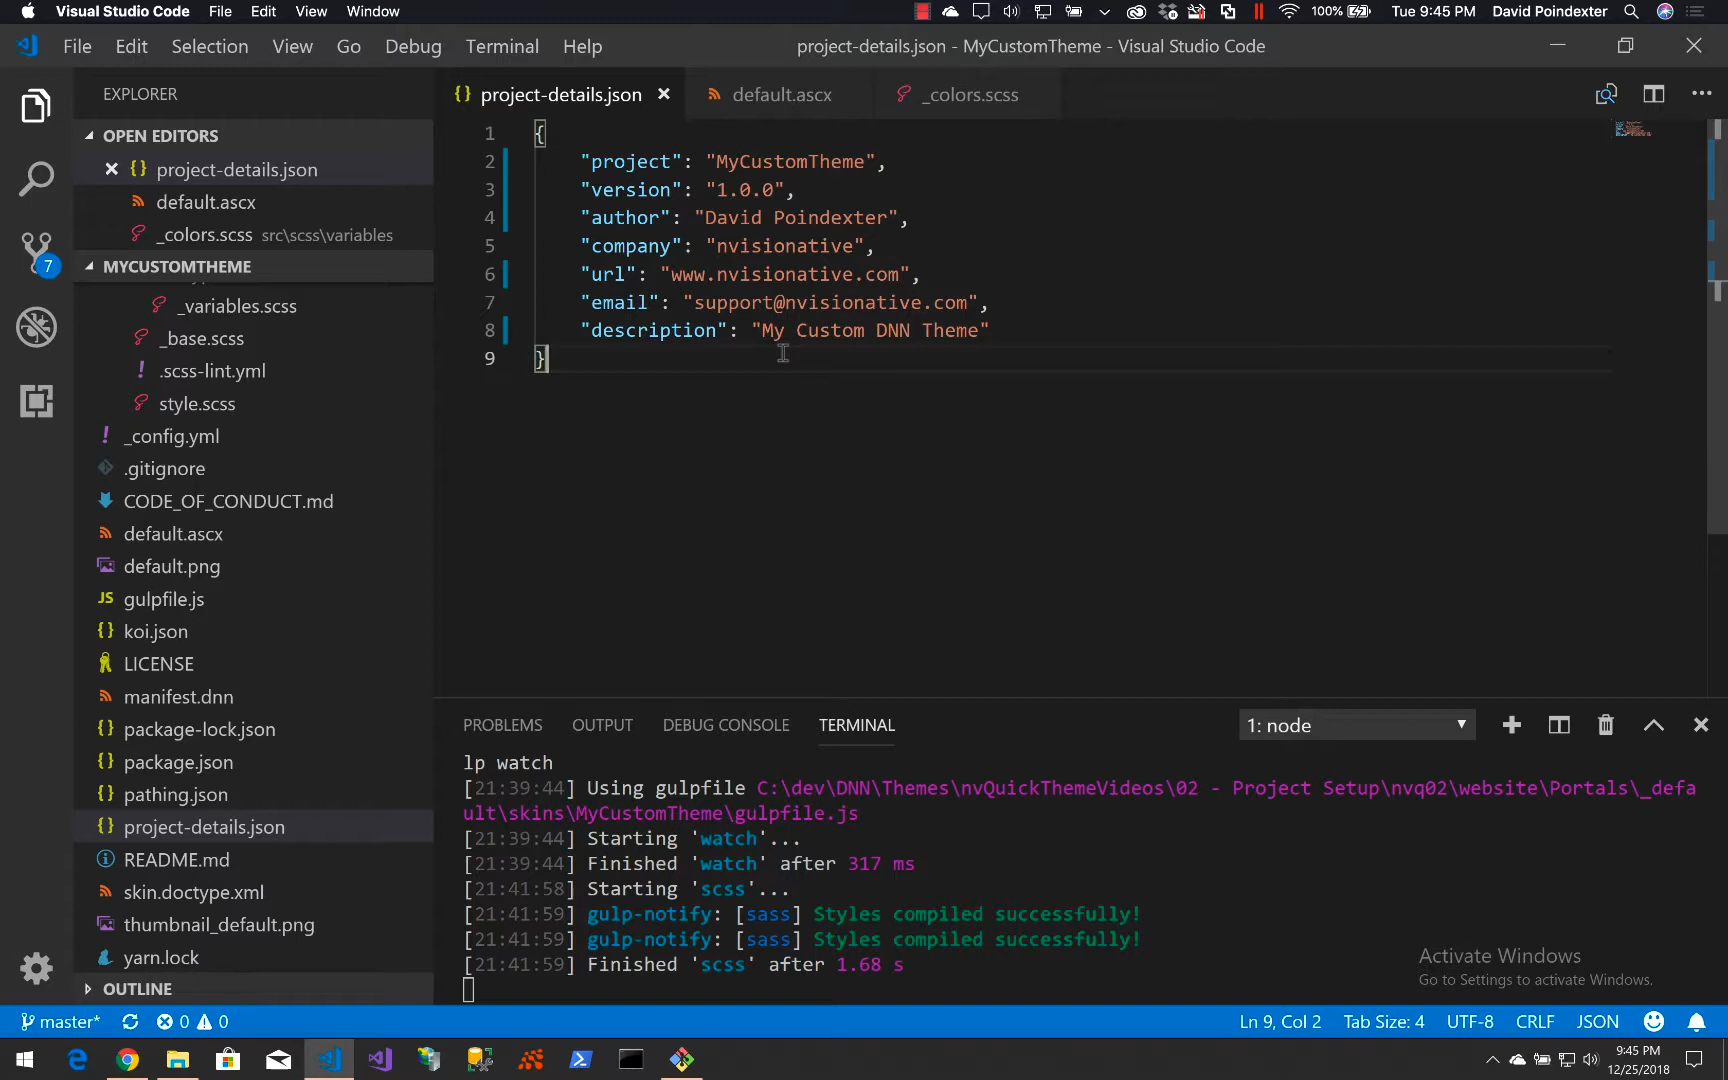 Visual Studio Code File Edit View Window 100% Tue 9:45 PM David Poindexter
File Edit Selection View Go Debug Terminal Help project-details.json - MyCustomTheme - Visual Studio Code
EXPLORER
{} project-details.json default.ascx _colors.scss
OPEN EDITORS
{} project-details.json
default.ascx
_colors.scss src\scss\variables
MYCUSTOMTHEME
_variables.scss
_base.scss
! .scss-lint.yml
style.scss
! _config.yml
.gitignore
CODE_OF_CONDUCT.md
default.ascx
default.png
JS gulpfile.js
{} koi.json
LICENSE
manifest.dnn
{} package-lock.json
{} package.json
{} pathing.json
{} project-details.json
README.md
skin.doctype.xml
thumbnail_default.png
yarn.lock
OUTLINE
7
1 {
2 "project": "MyCustomTheme",
3 "version": "1.0.0",
4 "author": "David Poindexter",
5 "company": "nvisionative",
6 "url": "www.nvisionative.com",
7 "email": "support@nvisionative.com",
8 "description": "My Custom DNN Theme"
9 }
PROBLEMS OUTPUT DEBUG CONSOLE TERMINAL 1: node
lp watch
[21:39:44] Using gulpfile C:\dev\DNN\Themes\nvQuickThemeVideos\02 - Project Setup\nvq02\website\Portals\_defa
ult\skins\MyCustomTheme\gulpfile.js
[21:39:44] Starting 'watch'...
[21:39:44] Finished 'watch' after 317 ms
[21:41:58] Starting 'scss'...
[21:41:59] gulp-notify: [sass] Styles compiled successfully!
[21:41:59] gulp-notify: [sass] Styles compiled successfully!
[21:41:59] Finished 'scss' after 1.68 s
Activate Windows
Go to Settings to activate Windows.
master* 0 0 Ln 9, Col 2 Tab Size: 4 UTF-8 CRLF JSON
9:45 PM
12/25/2018